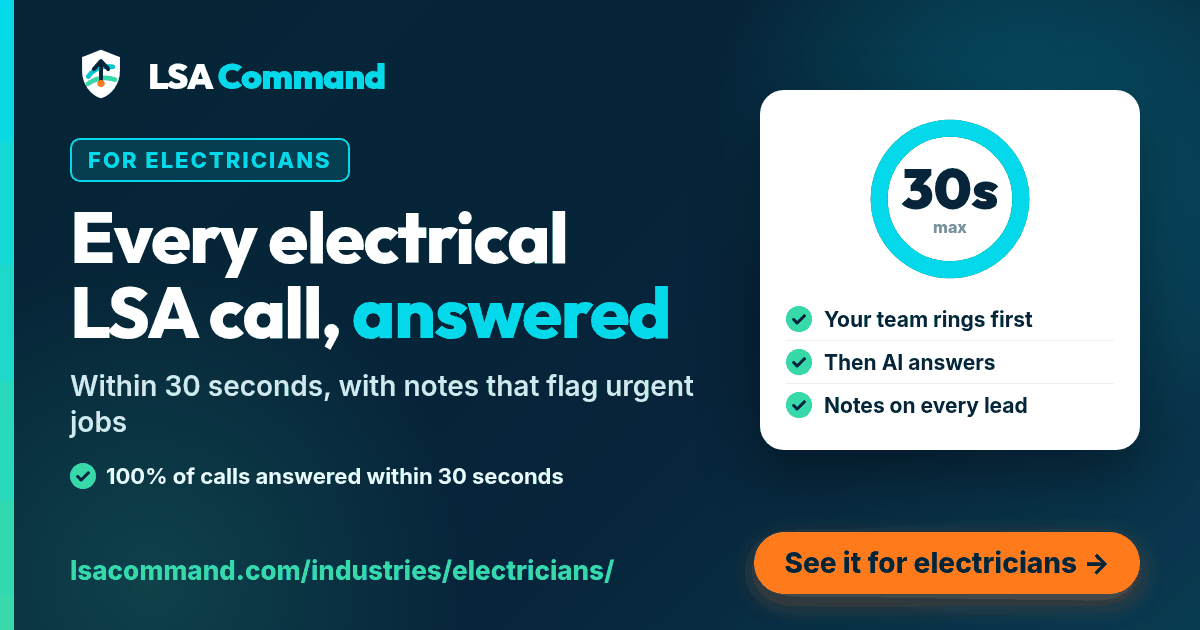 LSA Command
FOR ELECTRICIANS
Every electrical
LSA call, answered
Within 30 seconds, with notes that flag urgent
jobs
100% of calls answered within 30 seconds
lsacommand.com/industries/electricians/
30s
max
Your team rings first
Then AI answers
Notes on every lead
See it for electricians →